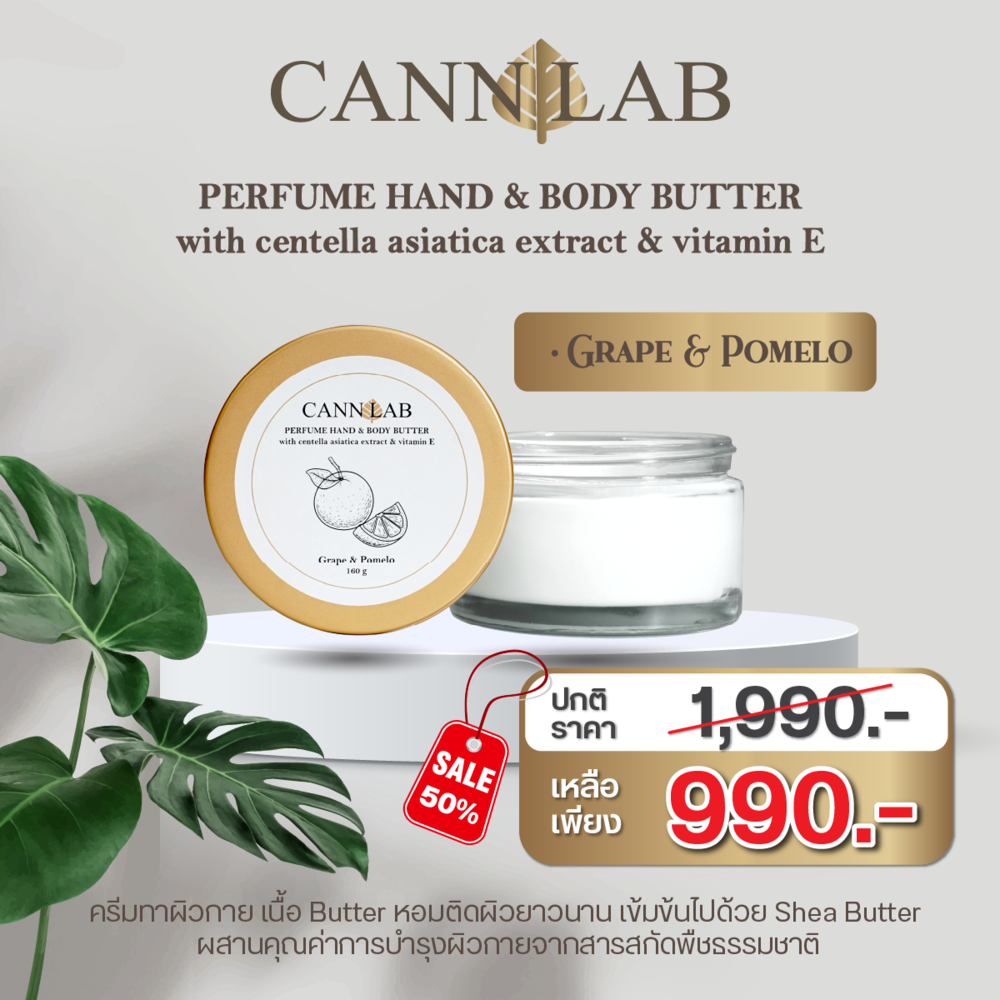 CANN LAB
PERFUME HAND & BODY BUTTER
with centella asiatica extract & vitamin E
• GRAPE & POMELO
CANN LAB
PERFUME HAND & BODY BUTTER
with centella asiatica extract & vitamin E
Grape & Pomelo
160 g
ปกติ
ราคา
1,990.-
SALE
50%
เหลือ
เพียง
990.-
ครีมทาผิวกาย เนื้อ Butter หอมติดผิวยาวนาน เข้มข้นไปด้วย Shea Butter
ผสานคุณค่าการบำรุงผิวกายจากสารสกัดพืชธรรมชาติ